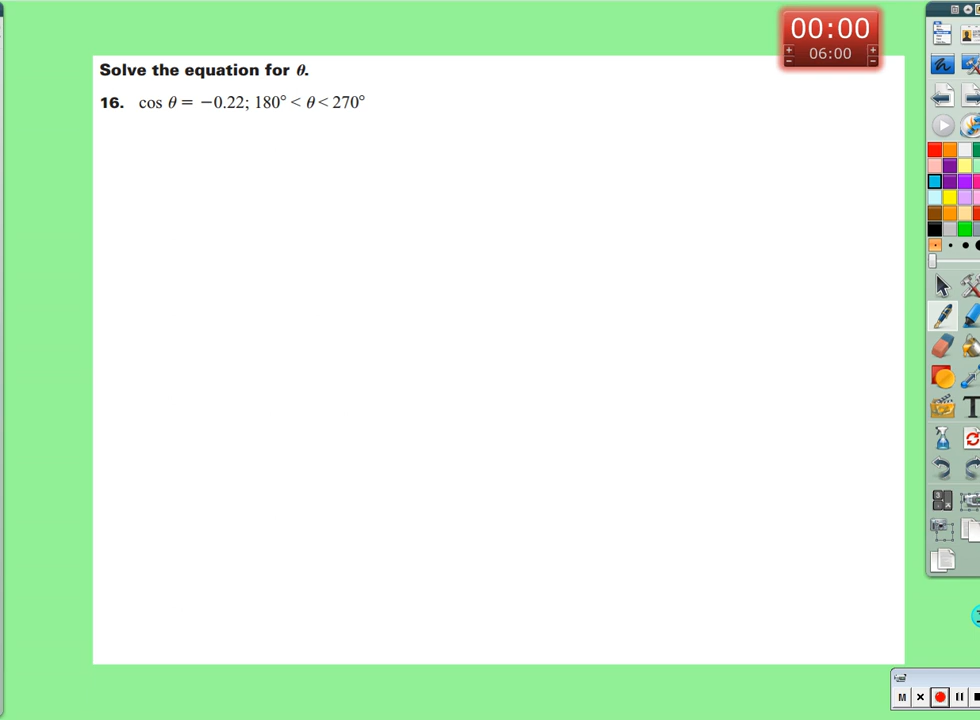 00:00
06:00
Solve the equation for θ.
16. cos θ = −0.22; 180° < θ < 270°
T
M